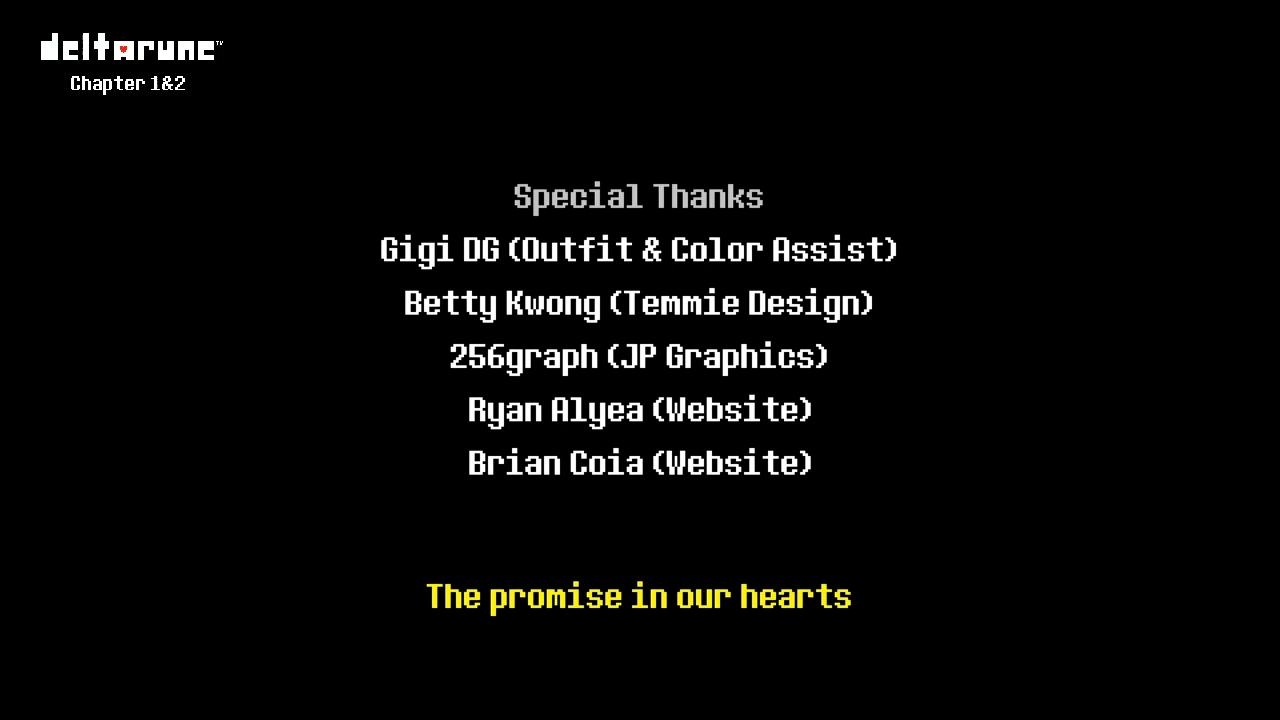 deltarune™
Chapter 1&2
Special Thanks
Gigi DG (Outfit & Color Assist)
Betty Kwong (Temmie Design)
256graph (JP Graphics)
Ryan Alyea (Website)
Brian Coia (Website)
The promise in our hearts